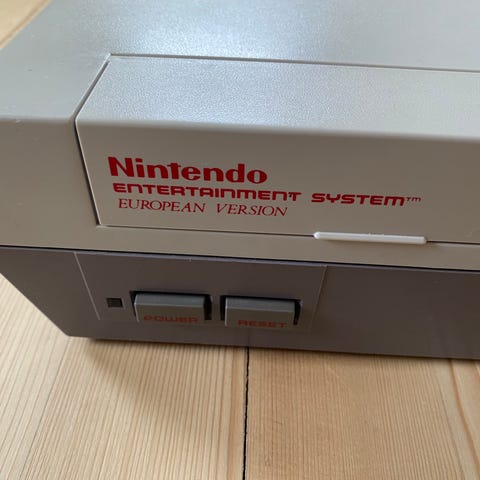 Nintendo
ENTERTAINMENT SYSTEM™
EUROPEAN VERSION
POWER
RESET